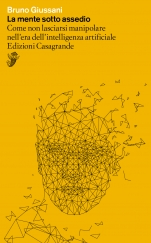 Bruno Giussani
La mente sotto assedio
Come non lasciarsi manipolare
nell'era dell'intelligenza artificiale
Edizioni Casagrande